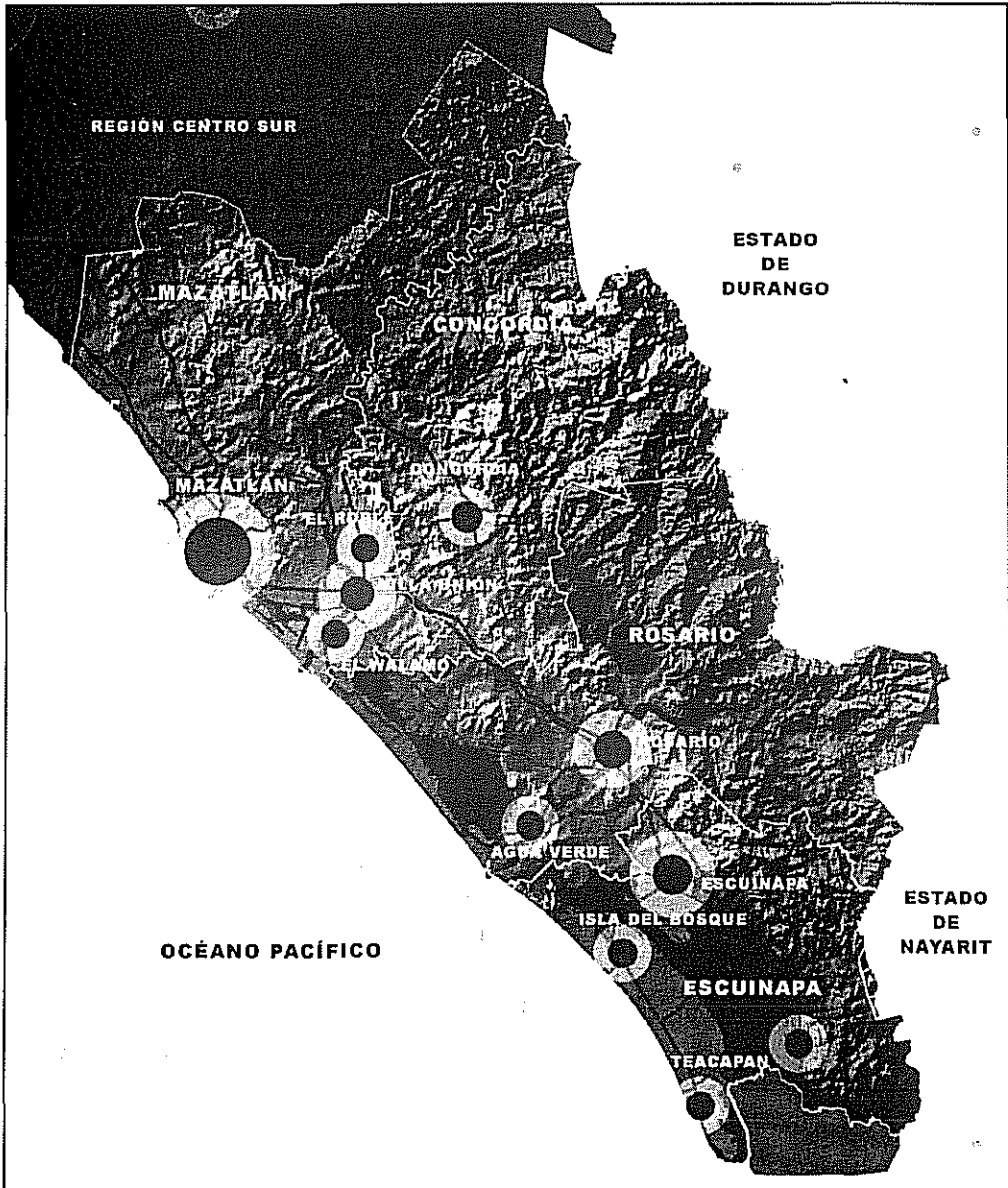 REGIÓN CENTRO SUR
ESTADO
DE
DURANGO
MAZATLÁN
CONCORDIA
CONCORDIA
MAZATLÁN
EL ROBLE
VILLA UNIÓN
ROSARIO
EL WALAMO
ROSARIO
AGUA VERDE
ESCUINAPA
ISLA DEL BOSQUE
ESTADO
DE
NAYARIT
OCÉANO PACÍFICO
ESCUINAPA
TEACAPAN